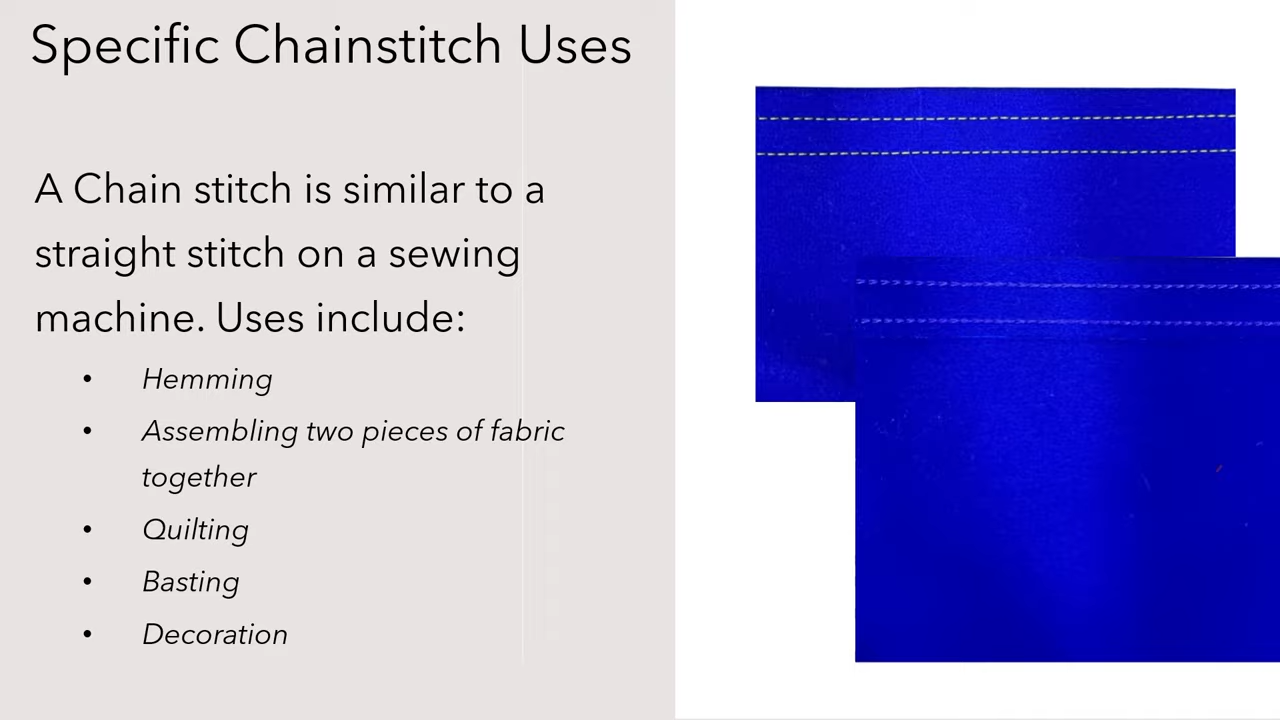 Specific Chainstitch Uses
A Chain stitch is similar to a
straight stitch on a sewing
machine. Uses include:
• Hemming
• Assembling two pieces of fabric
together
• Quilting
• Basting
• Decoration